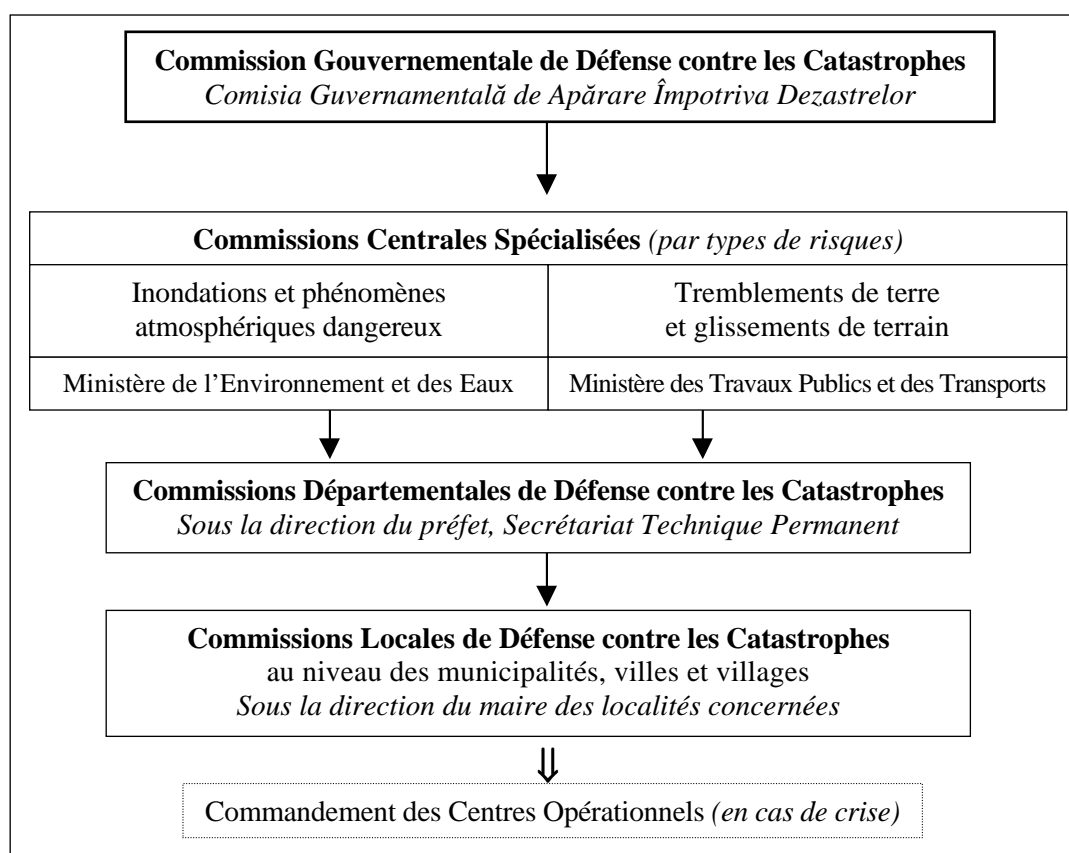 Commission Gouvernementale de Défense contre les Catastrophes
Comisia Guvernamentală de Apărare Împotriva Dezastrelor
Commissions Centrales Spécialisées (par types de risques)
Inondations et phénomènes
atmosphériques dangereux
Tremblements de terre
et glissements de terrain
Ministère de l’Environnement et des Eaux
Ministère des Travaux Publics et des Transports
Commissions Départementales de Défense contre les Catastrophes
Sous la direction du préfet, Secrétariat Technique Permanent
Commissions Locales de Défense contre les Catastrophes
au niveau des municipalités, villes et villages
Sous la direction du maire des localités concernées
Commandement des Centres Opérationnels (en cas de crise)